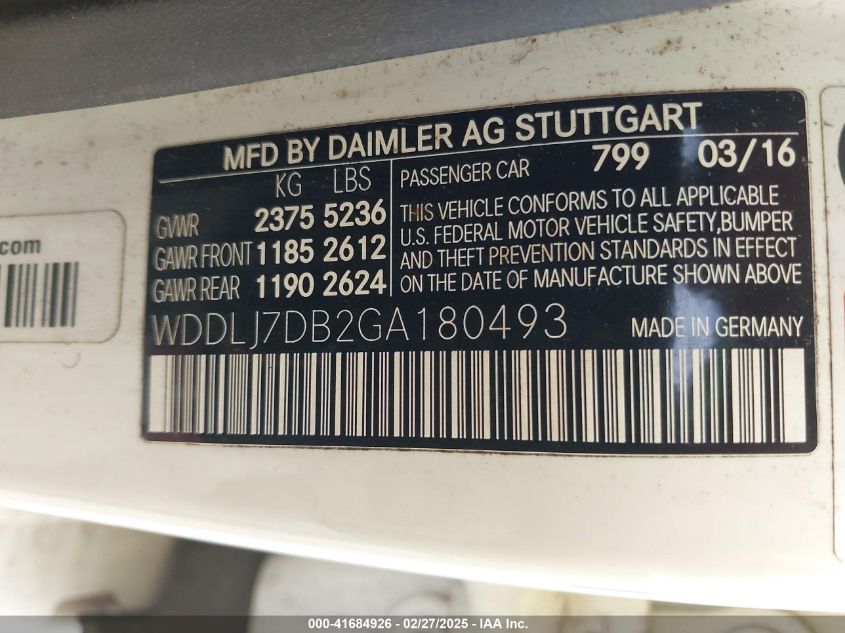 MFD BY DAIMLER AG STUTTGART
KG LBS
GVWR 2375 5236
GAWR FRONT 1185 2612
GAWR REAR 1190 2624
PASSENGER CAR 799 03/16
THIS VEHICLE CONFORMS TO ALL APPLICABLE
U.S. FEDERAL MOTOR VEHICLE SAFETY,BUMPER
AND THEFT PREVENTION STANDARDS IN EFFECT
ON THE DATE OF MANUFACTURE SHOWN ABOVE
WDDLJ7DB2GA180493 MADE IN GERMANY
.com
000-41684926 / 02/27/2025 - IAA Inc.